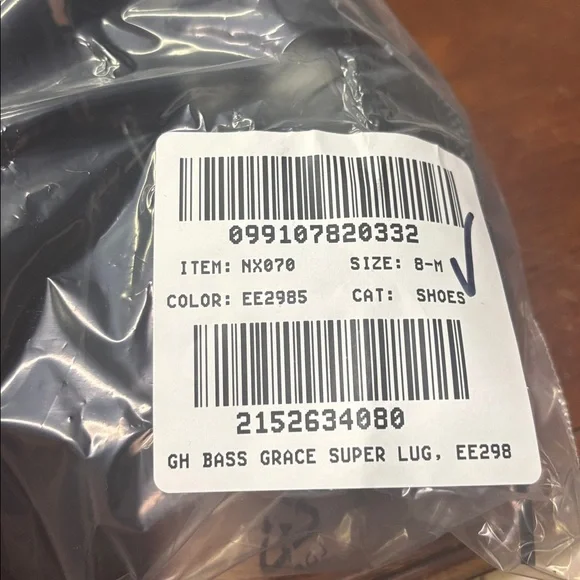 099107820332
ITEM: NX070 SIZE: 8-M
COLOR: EE2985 CAT: SHOES
2152634080
GH BASS GRACE SUPER LUG, EE298